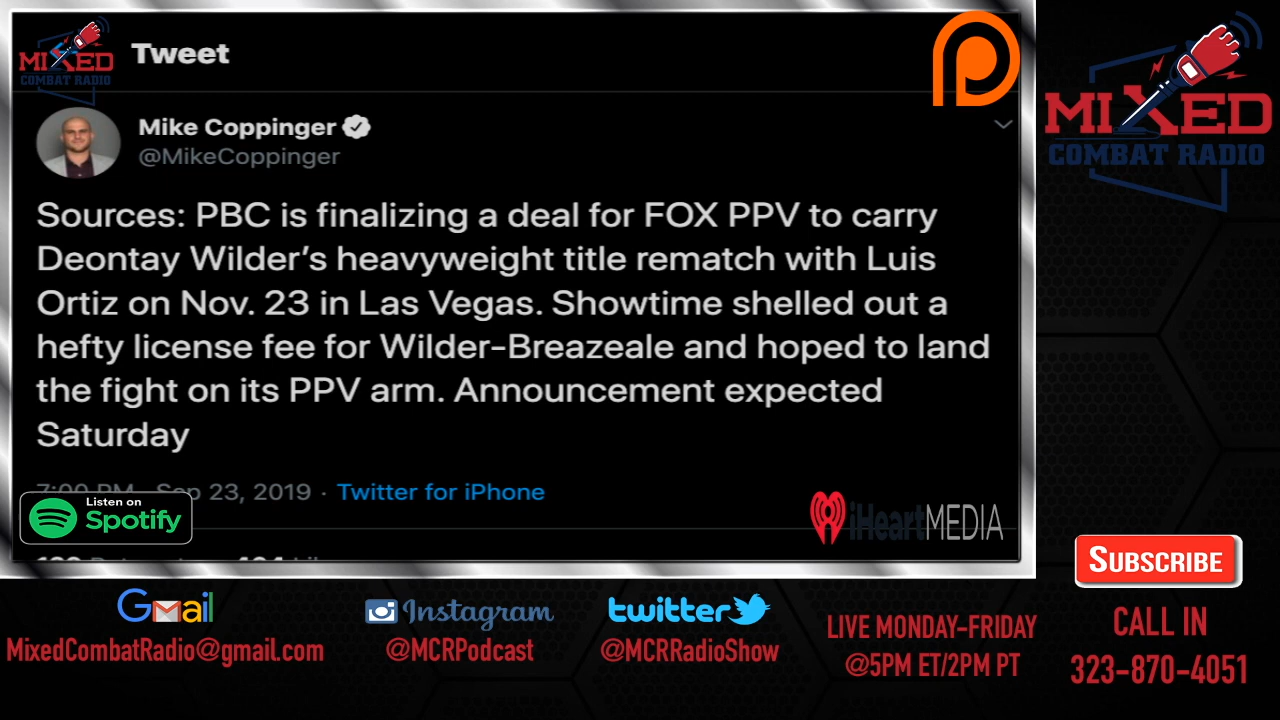 MIXED
COMBAT RADIO
Tweet
Mike Coppinger
@MikeCoppinger
Sources: PBC is finalizing a deal for FOX PPV to carry
Deontay Wilder's heavyweight title rematch with Luis
Ortiz on Nov. 23 in Las Vegas. Showtime shelled out a
hefty license fee for Wilder-Breazeale and hoped to land
the fight on its PPV arm. Announcement expected
Saturday
7:00 PM · Sep 23, 2019 · Twitter for iPhone
Listen on
Spotify
iHeartMEDIA
MIXED
COMBAT RADIO
SUBSCRIBE
Gmail
MixedCombatRadio@gmail.com
Instagram
@MCRPodcast
twitter
@MCRRadioShow
LIVE MONDAY-FRIDAY
@5PM ET/2PM PT
CALL IN
323-870-4051